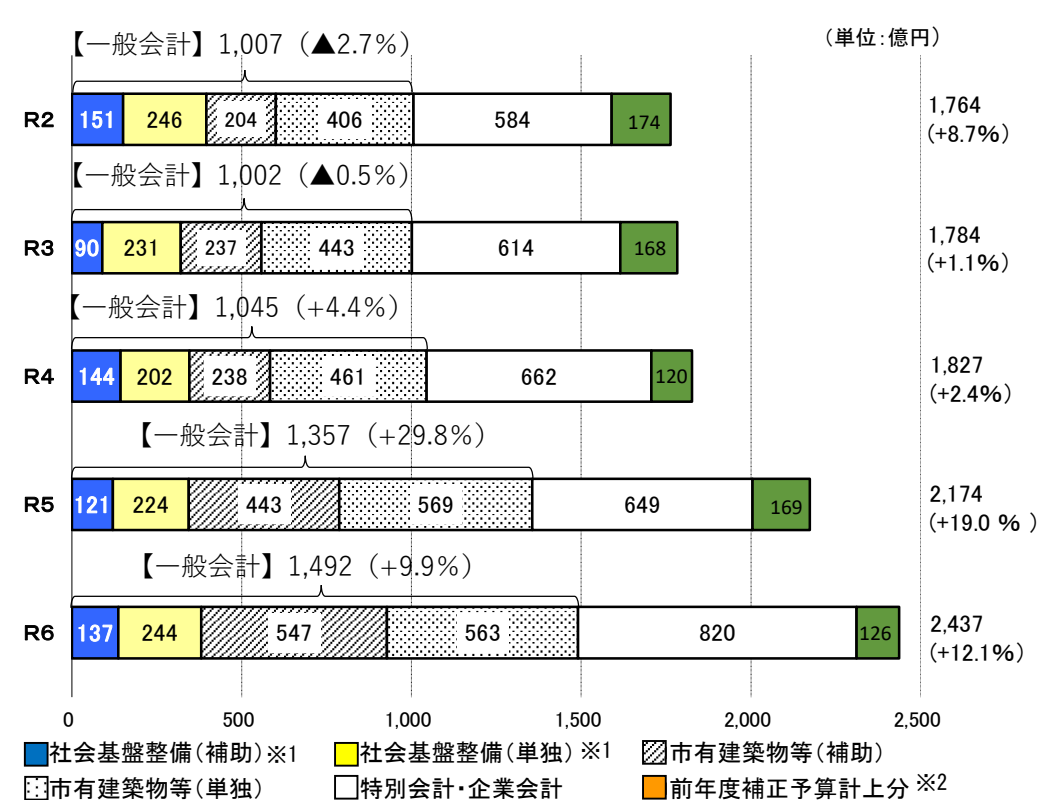 【一般会計】1,007（▲2.7%）
（単位：億円）
R2 151 246 204 406 584 174 1,764
(+8.7%)
【一般会計】1,002（▲0.5%）
R3 90 231 237 443 614 168 1,784
(+1.1%)
【一般会計】1,045（+4.4%）
R4 144 202 238 461 662 120 1,827
(+2.4%)
【一般会計】1,357（+29.8%）
R5 121 224 443 569 649 169 2,174
(+19.0 % )
【一般会計】1,492（+9.9%）
R6 137 244 547 563 820 126 2,437
(+12.1%)
0 500 1,000 1,500 2,000 2,500
社会基盤整備（補助）※1 社会基盤整備（単独）※1 市有建築物等（補助）
市有建築物等（単独） 特別会計・企業会計 前年度補正予算計上分 ※2